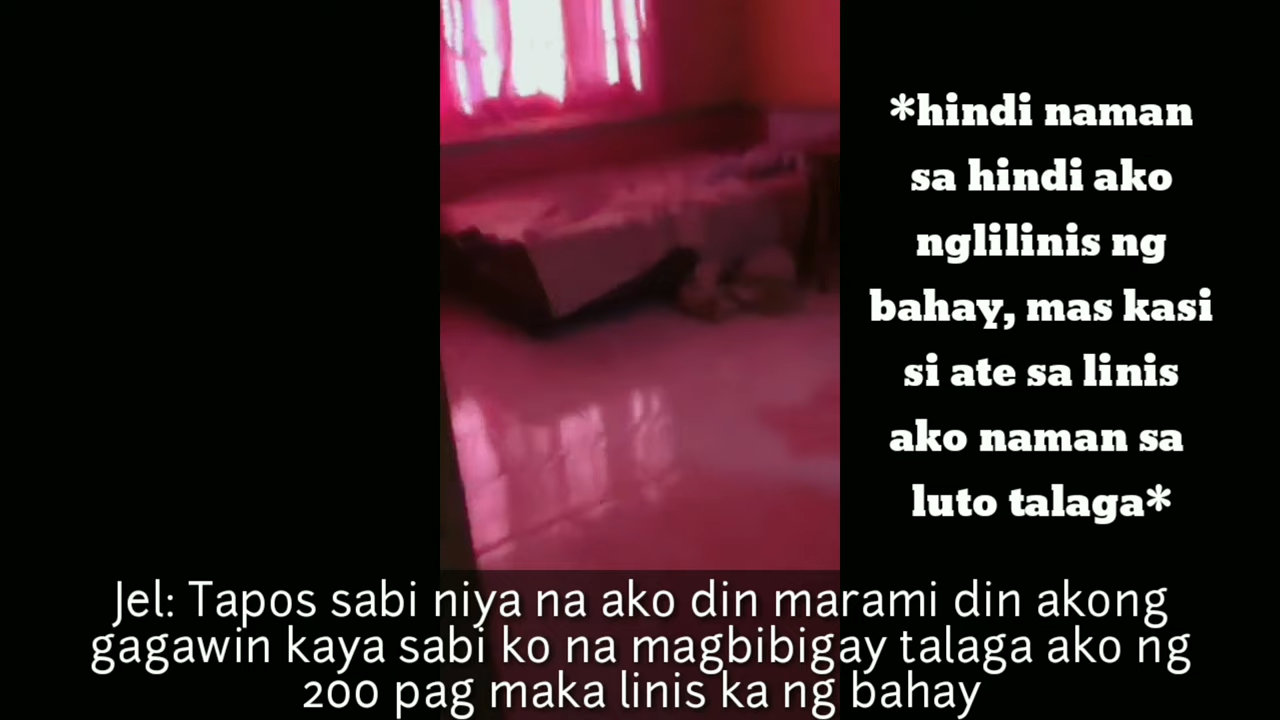 *hindi naman
sa hindi ako
nglilinis ng
bahay, mas kasi
si ate sa linis
ako naman sa
luto talaga*
Jel: Tapos sabi niya na ako din marami din akong
gagawin kaya sabi ko na magbibigay talaga ako ng
200 pag maka linis ka ng bahay